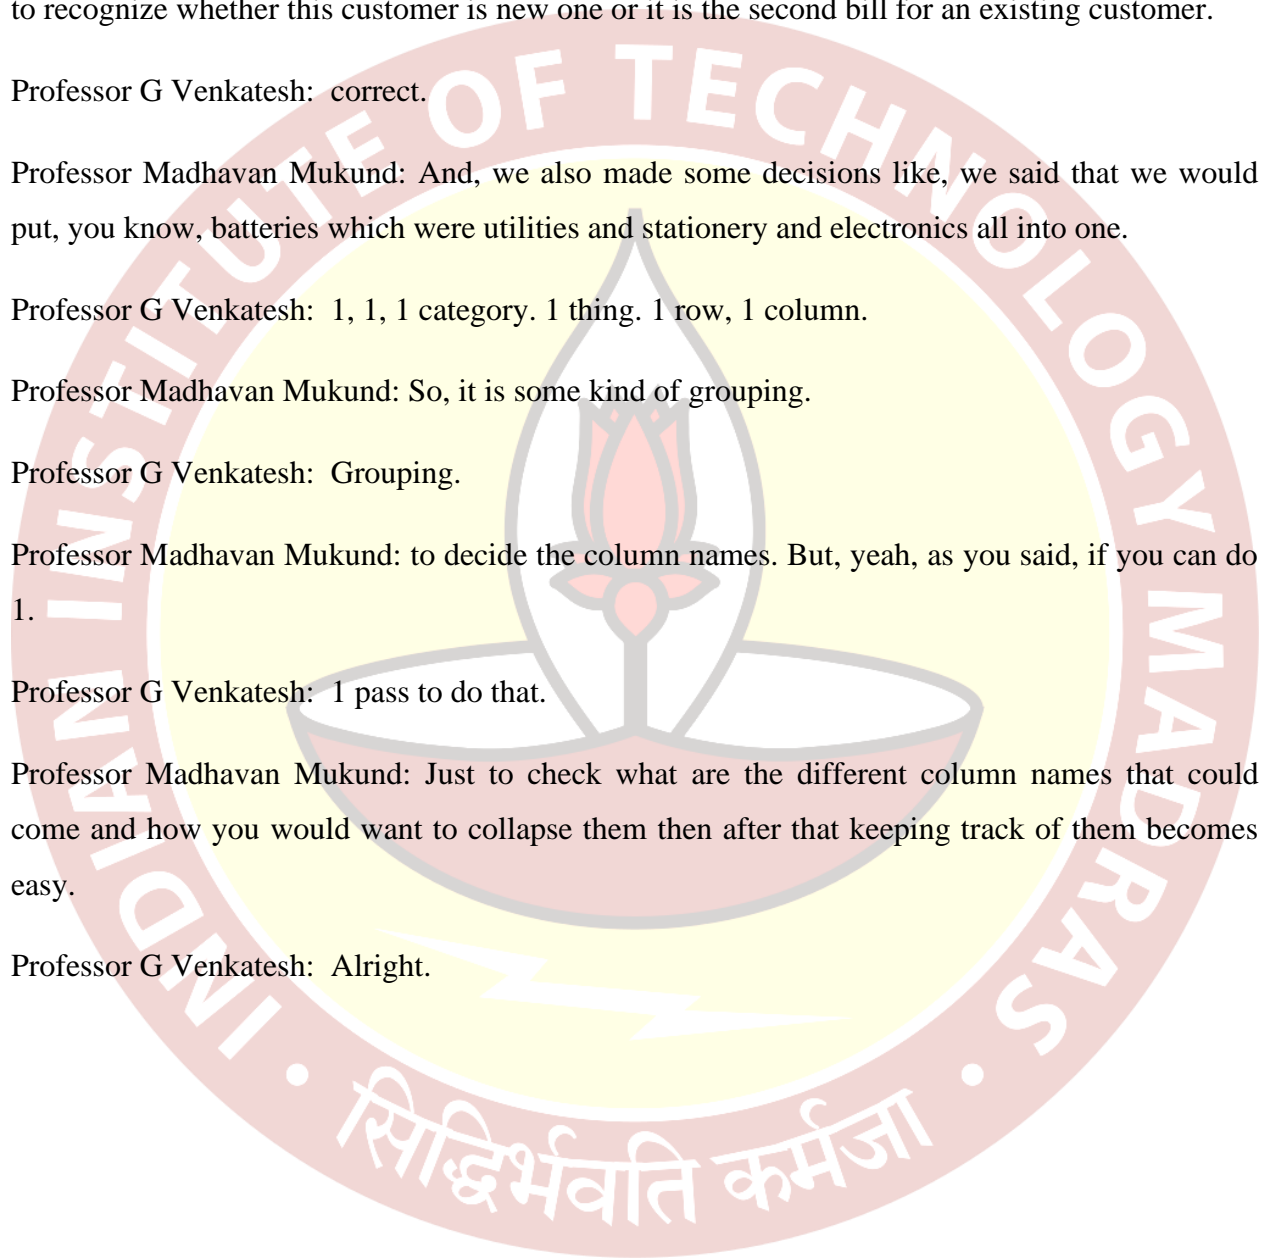 to recognize whether this customer is new one or it is the second bill for an existing customer.
Professor G Venkatesh: correct.
Professor Madhavan Mukund: And, we also made some decisions like, we said that we would
put, you know, batteries which were utilities and stationery and electronics all into one.
Professor G Venkatesh: 1, 1, 1 category. 1 thing. 1 row, 1 column.
Professor Madhavan Mukund: So, it is some kind of grouping.
Professor G Venkatesh: Grouping.
Professor Madhavan Mukund: to decide the column names. But, yeah, as you said, if you can do
1.
Professor G Venkatesh: 1 pass to do that.
Professor Madhavan Mukund: Just to check what are the different column names that could
come and how you would want to collapse them then after that keeping track of them becomes
easy.
Professor G Venkatesh: Alright.
INDIAN INSTITUTE OF TECHNOLOGY MADRAS
सिद्धिर्भवति कर्मजा